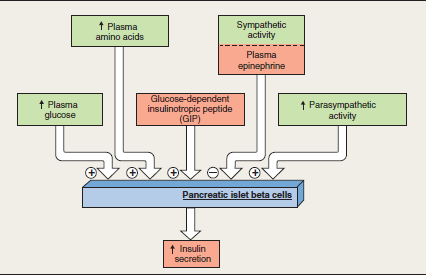 ↑ Plasma
amino acids
Sympathetic
activity
Plasma
epinephrine
↑ Plasma
glucose
Glucose-dependent
insulinotropic peptide
(GIP)
↑ Parasympathetic
activity
+
+
+
−
+
Pancreatic islet beta cells
↑ Insulin
secretion